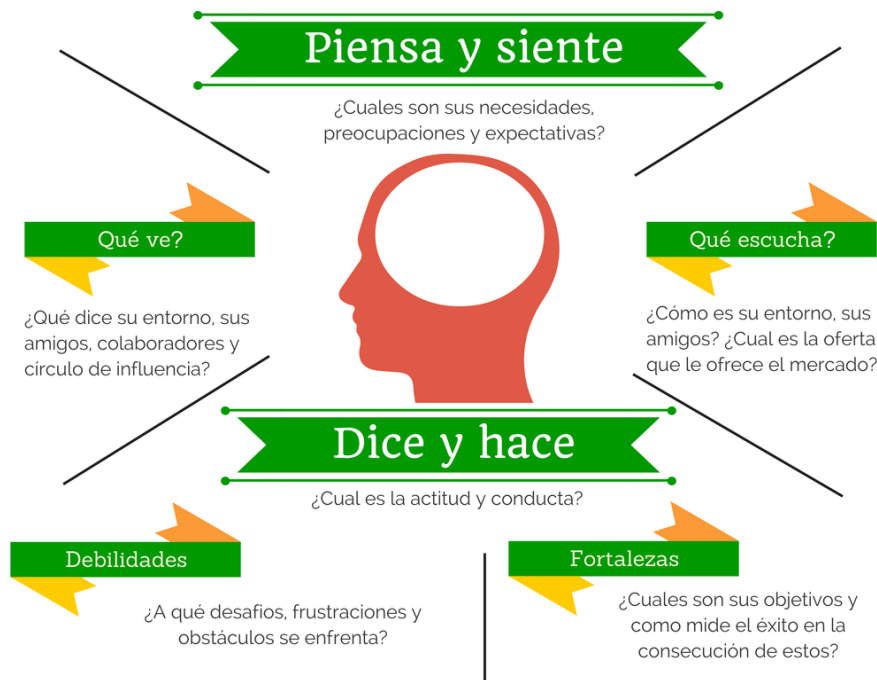 Piensa y siente
¿Cuales son sus necesidades,
preocupaciones y expectativas?
Qué ve?
¿Qué dice su entorno, sus
amigos, colaboradores y
círculo de influencia?
Qué escucha?
¿Cómo es su entorno, sus
amigos? ¿Cual es la oferta
que le ofrece el mercado?
Dice y hace
¿Cual es la actitud y conducta?
Debilidades
¿A qué desafios, frustraciones y
obstáculos se enfrenta?
Fortalezas
¿Cuales son sus objetivos y
como mide el éxito en la
consecución de estos?